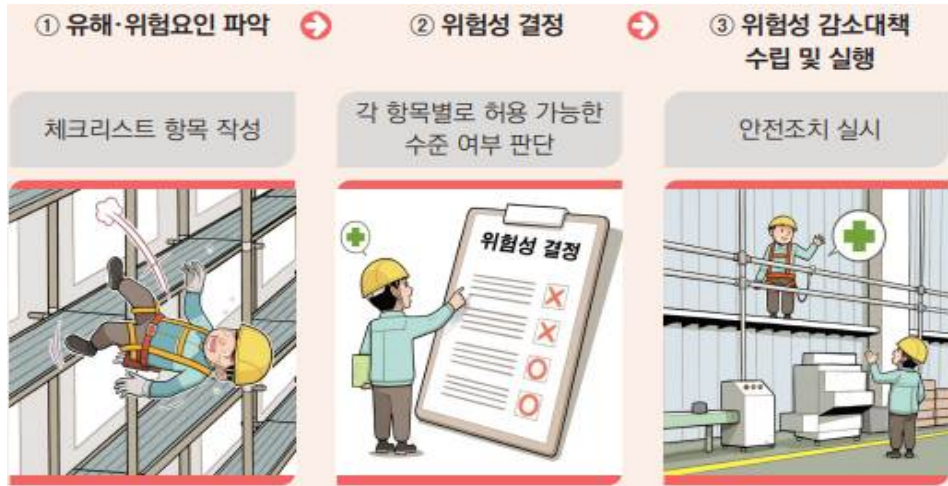 ① 유해·위험요인 파악
② 위험성 결정
③ 위험성 감소대책
수립 및 실행
체크리스트 항목 작성
각 항목별로 허용 가능한
수준 여부 판단
안전조치 실시
위험성 결정